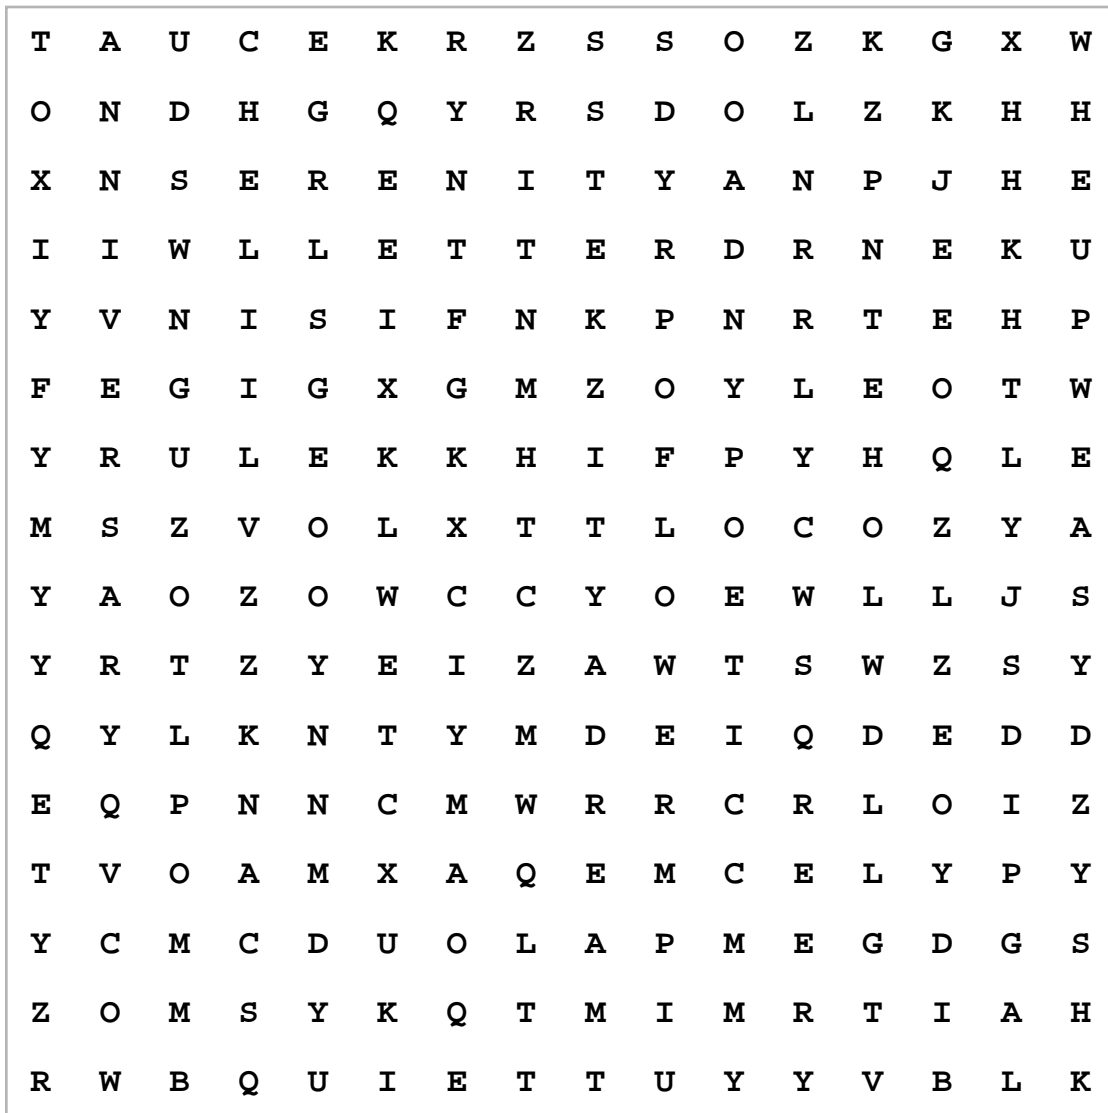 T A U C E K R Z S S O Z K G X W
O N D H G Q Y R S D O L Z K H H
X N S E R E N I T Y A N P J H E
I I W L L E T T E R D R N E K U
Y V N I S I F N K P N R T E H P
F E G I G X G M Z O Y L E O T W
Y R U L E K K H I F P Y H Q L E
M S Z V O L X T T L O C O Z Y A
Y A O Z O W C C Y O E W L L J S
Y R T Z Y E I Z A W T S W Z S Y
Q Y L K N T Y M D E I Q D E D D
E Q P N N C M W R R C R L O I Z
T V O A M X A Q E M C E L Y P Y
Y C M C D U O L A P M E G D G S
Z O M S Y K Q T M I M R T I A H
R W B Q U I E T T U Y Y V B L K